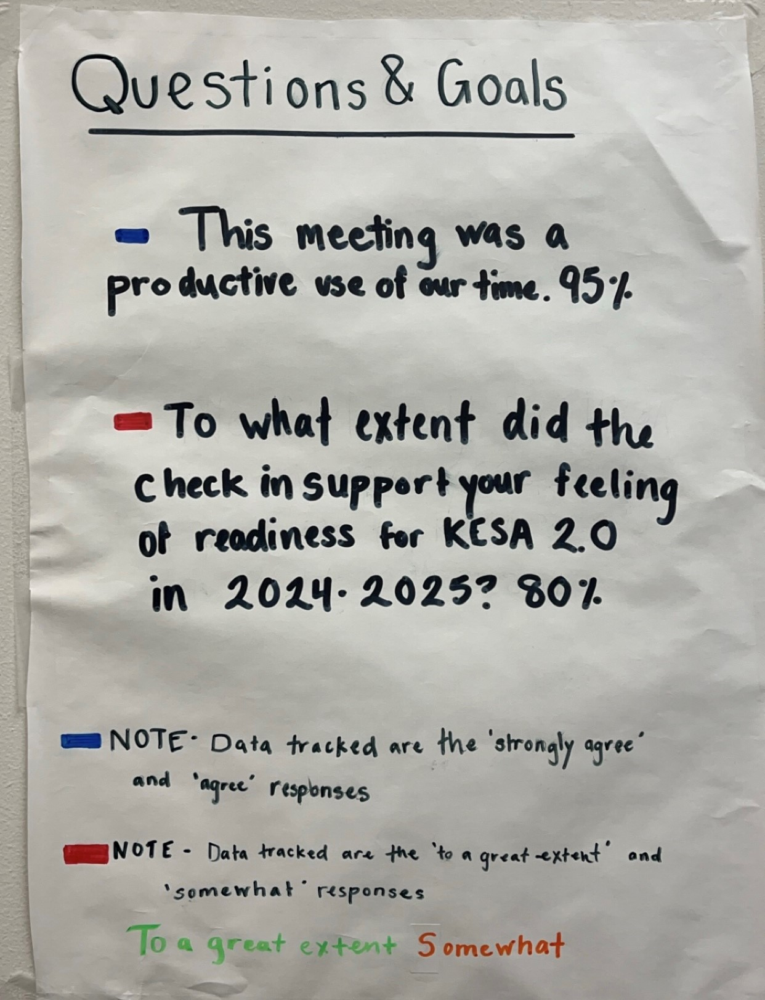 Questions & Goals
This meeting was a
productive use of our time. 95%
To what extent did the
check in support your feeling
of readiness for KESA 2.0
in 2024-2025? 80%
NOTE- Data tracked are the 'strongly agree'
and 'agree' responses
NOTE - Data tracked are the 'to a great extent' and
'somewhat' responses
To a great extent Somewhat